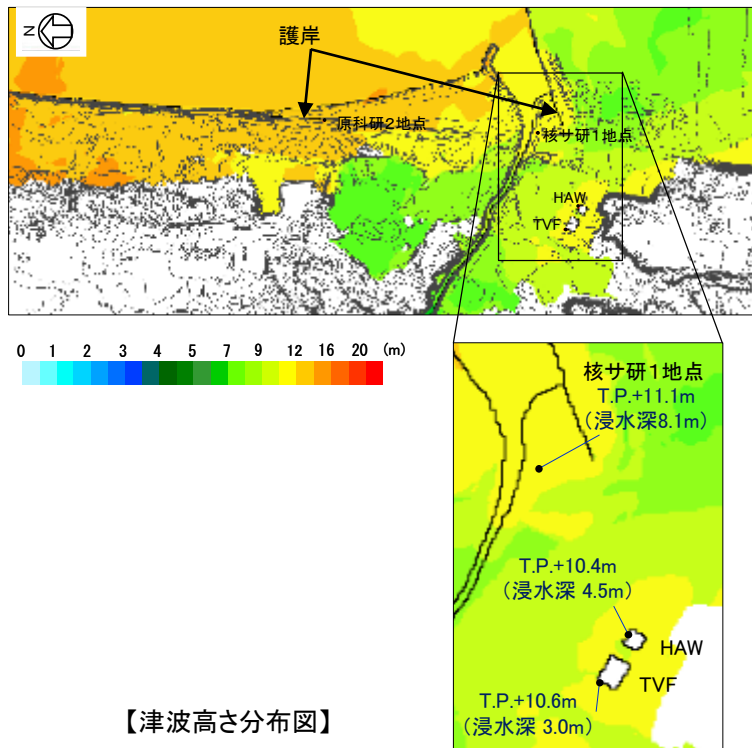 N
護岸
原科研2地点
核サ研1地点
HAW
TVF
0 1 2 3 4 5 7 9 12 16 20 (m)
核サ研1地点
T.P.+11.1m
(浸水深8.1m)
T.P.+10.4m
(浸水深 4.5m)
HAW
TVF
T.P.+10.6m
(浸水深 3.0m)
【津波高さ分布図】